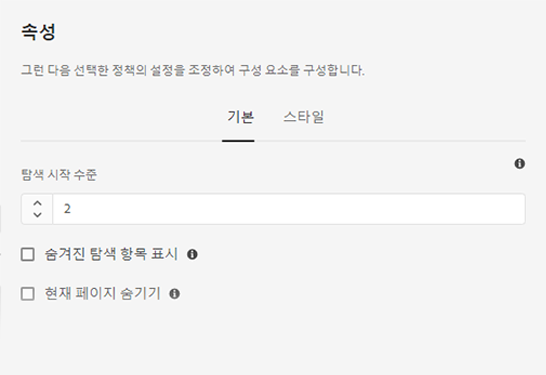 속성
그런 다음 선택한 정책의 설정을 조정하여 구성 요소를 구성합니다.
기본 스타일
탐색 시작 수준
2
숨겨진 탐색 항목 표시
현재 페이지 숨기기